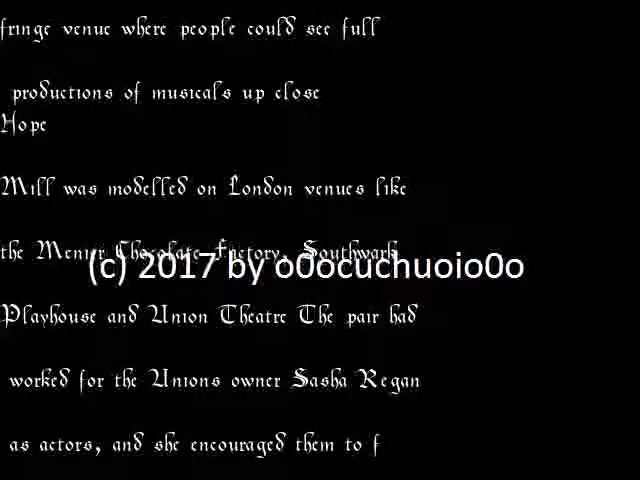 fringe venue where people could see full
productions of musicals up close
Hope
Mill was modelled on London venues like
the Menier Chocolate Factory, Southwark
(c) 2017 by o0ocuchuoio0o
Playhouse and Union Theatre The pair had
worked for the Unions owner Sasha Regan
as actors, and she encouraged them to f